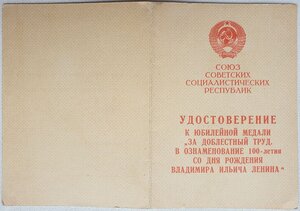 СОЮЗ
СОВЕТСКИХ
СОЦИАЛИСТИЧЕСКИХ
РЕСПУБЛИК
УДОСТОВЕРЕНИЕ
К ЮБИЛЕЙНОЙ МЕДАЛИ
„ЗА ДОБЛЕСТНЫЙ ТРУД.
В ОЗНАМЕНОВАНИЕ 100-летия
СО ДНЯ РОЖДЕНИЯ
ВЛАДИМИРА ИЛЬИЧА ЛЕНИНА“